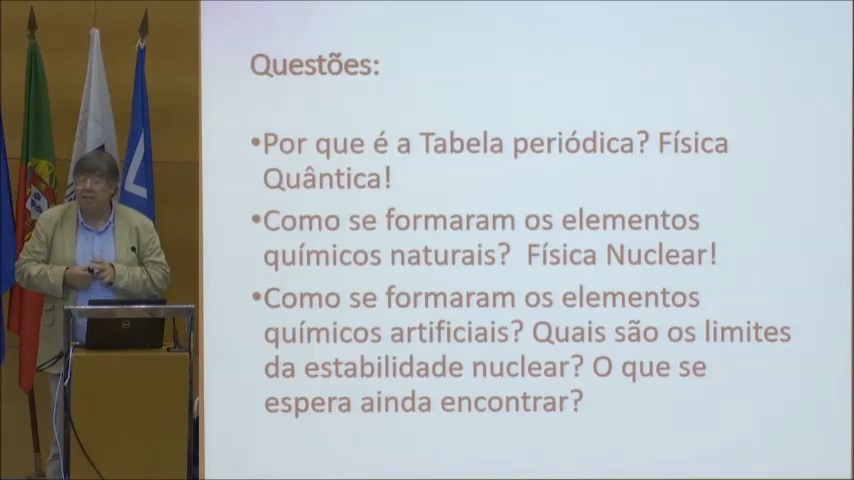 Questões:
•Por que é a Tabela periódica? Física
Quântica!
•Como se formaram os elementos
químicos naturais?  Física Nuclear!
•Como se formaram os elementos
químicos artificiais? Quais são os limites
da estabilidade nuclear? O que se
espera ainda encontrar?